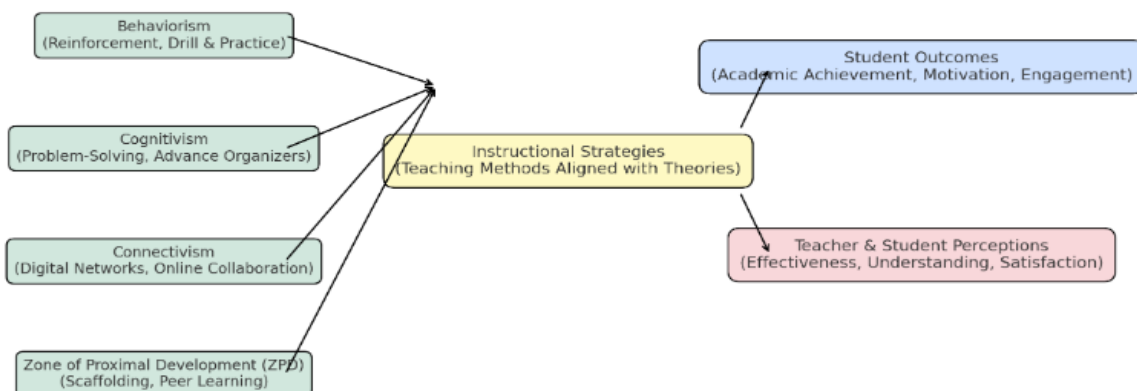 Behaviorism
(Reinforcement, Drill & Practice)
Cognitivism
(Problem-Solving, Advance Organizers)
Connectivism
(Digital Networks, Online Collaboration)
Zone of Proximal Development (ZPD)
(Scaffolding, Peer Learning)
Instructional Strategies
(Teaching Methods Aligned with Theories)
Student Outcomes
(Academic Achievement, Motivation, Engagement)
Teacher & Student Perceptions
(Effectiveness, Understanding, Satisfaction)